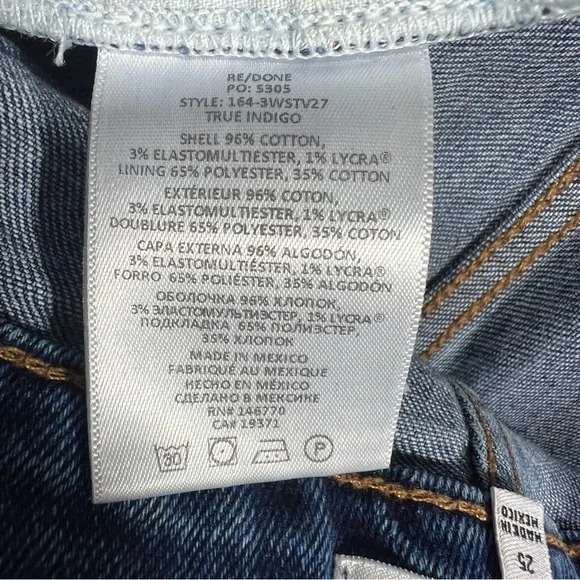 RE/DONE
PO: 5305
STYLE: 164-3WSTV27
TRUE INDIGO
SHELL 96% COTTON,
3% ELASTOMULTIESTER, 1% LYCRA®
LINING 65% POLYESTER, 35% COTTON
EXTÉRIEUR 96% COTON,
3% ELASTOMULTIESTER, 1% LYCRA®
DOUBLURE 65% POLYESTER, 35% COTTON
CAPA EXTERNA 96% ALGODÓN,
3% ELASTOMULTIÉSTER, 1% LYCRA®
FORRO 65% POLIÉSTER, 35% ALGODÓN
ОБОЛОЧКА 96% ХЛОПОК,
3% ЭЛАСТОМУЛЬТИЭСТЕР, 1% LYCRA®
ПОДКЛАДКА 65% ПОЛИЭСТЕР,
35% ХЛОПОК
MADE IN MEXICO
FABRIQUÉ AU MEXIQUE
HECHO EN MÉXICO
СДЕЛАНО В МЕКСИКЕ
RN# 146770
CA# 19371
30
P
MADE IN
MEXICO
25